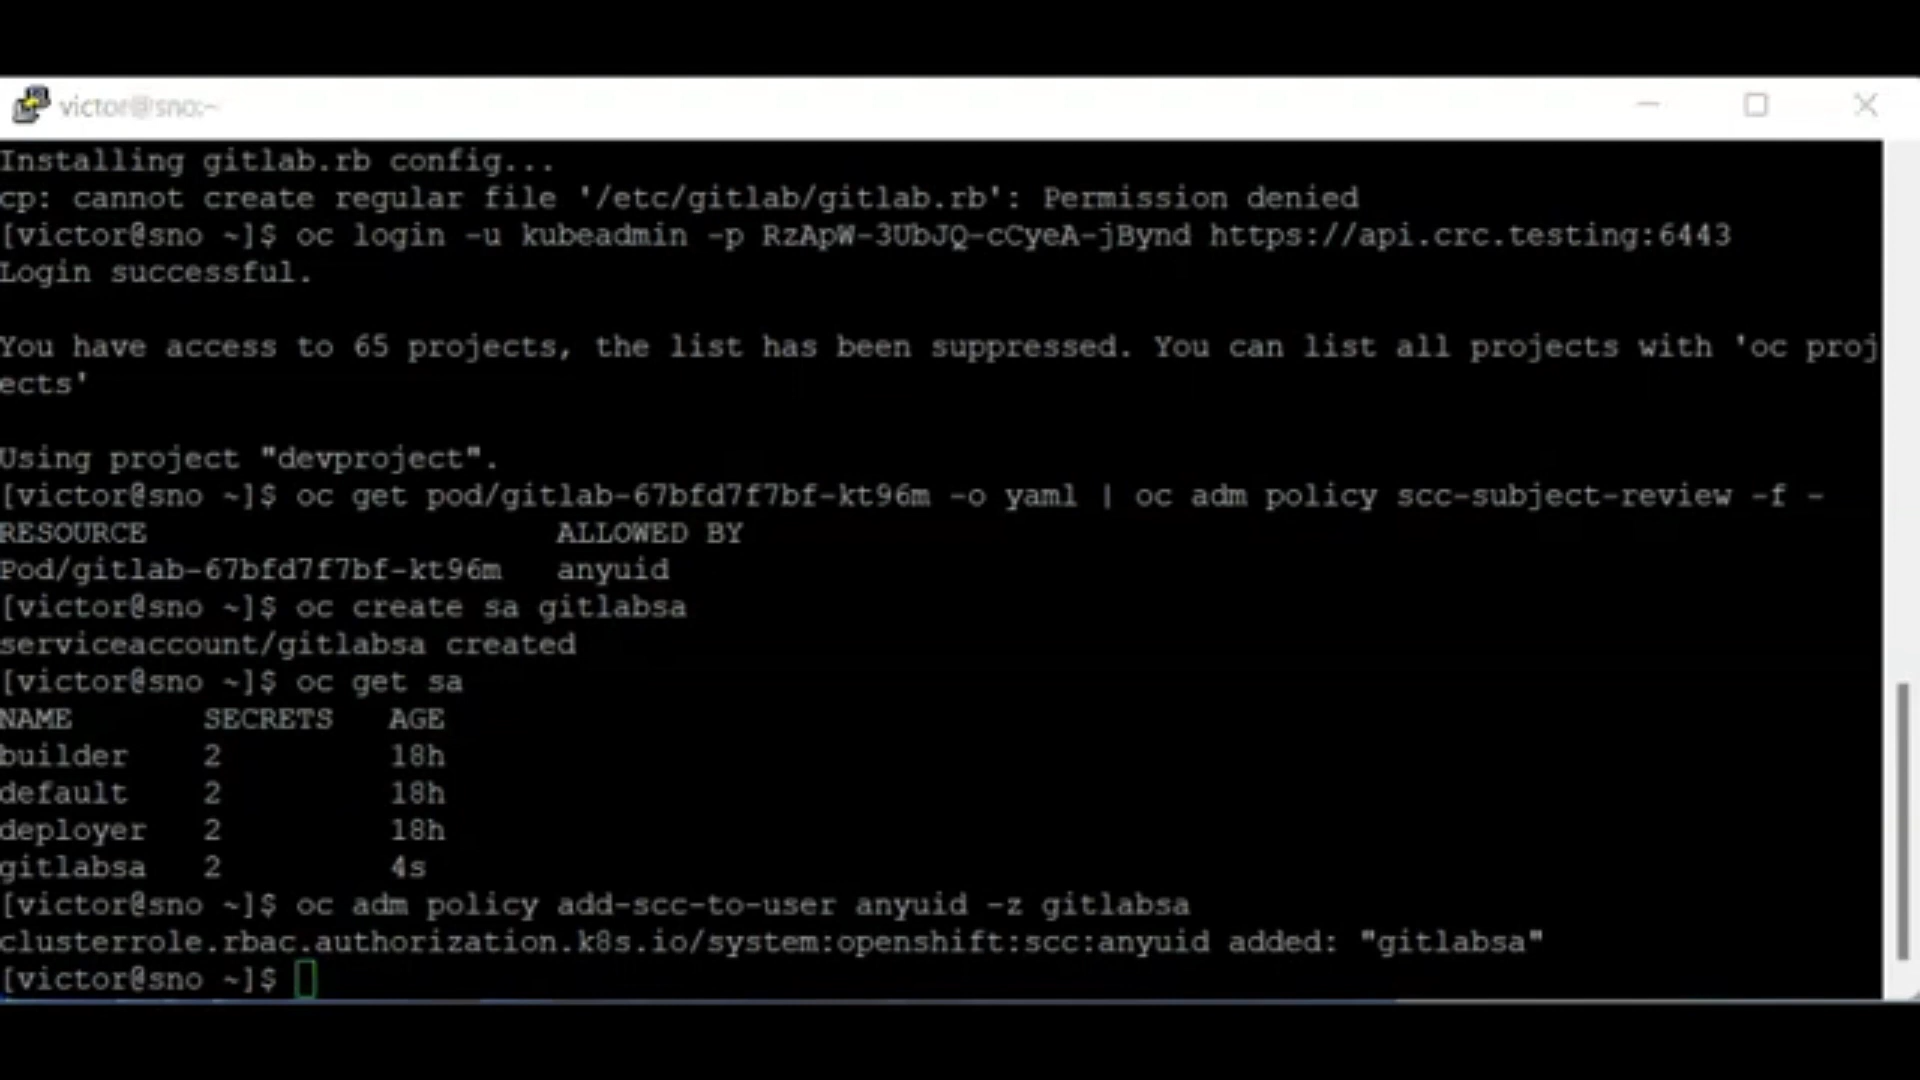 victor@sno:~
Installing gitlab.rb config...
cp: cannot create regular file '/etc/gitlab/gitlab.rb': Permission denied
[victor@sno ~]$ oc login -u kubeadmin -p RzApW-3UbJQ-cCyeA-jBynd https://api.crc.testing:6443
Login successful.
You have access to 65 projects, the list has been suppressed. You can list all projects with 'oc proj
ects'
Using project "devproject".
[victor@sno ~]$ oc get pod/gitlab-67bfd7f7bf-kt96m -o yaml | oc adm policy scc-subject-review -f -
RESOURCE ALLOWED BY
Pod/gitlab-67bfd7f7bf-kt96m anyuid
[victor@sno ~]$ oc create sa gitlabsa
serviceaccount/gitlabsa created
[victor@sno ~]$ oc get sa
NAME SECRETS AGE
builder 2 18h
default 2 18h
deployer 2 18h
gitlabsa 2 4s
[victor@sno ~]$ oc adm policy add-scc-to-user anyuid -z gitlabsa
clusterrole.rbac.authorization.k8s.io/system:openshift:scc:anyuid added: "gitlabsa"
[victor@sno ~]$